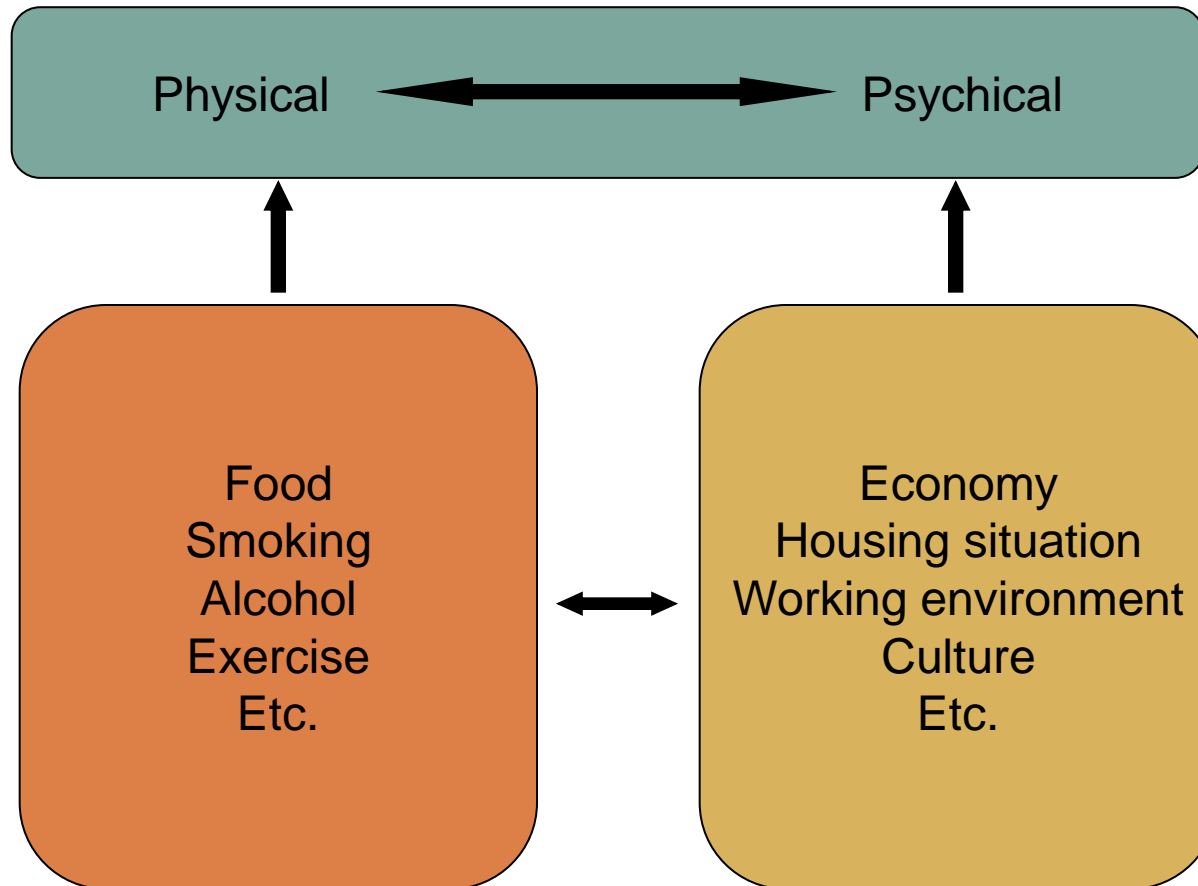 Physical
Psychical
Food
Smoking
Alcohol
Exercise
Etc.
Economy
Housing situation
Working environment
Culture
Etc.